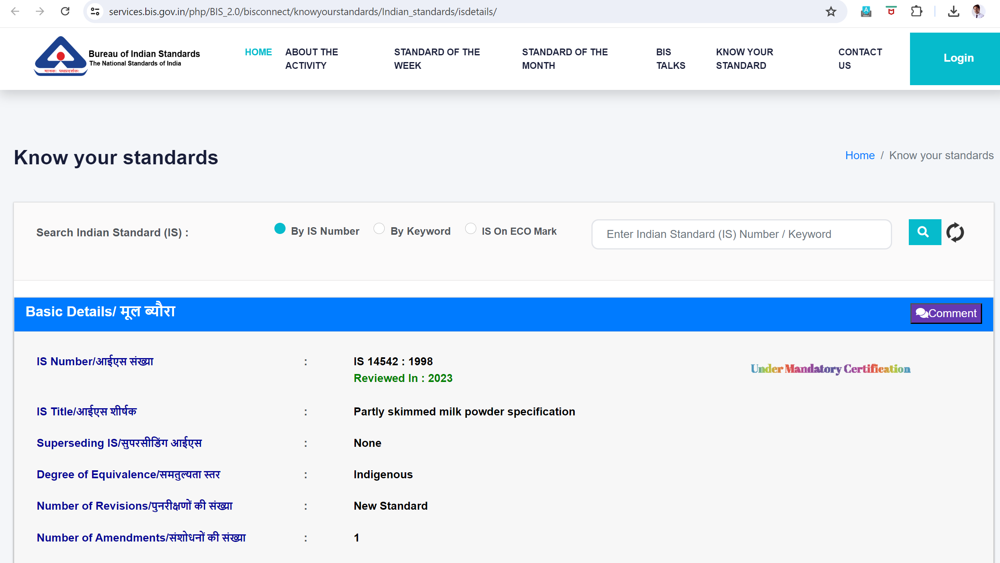 services.bis.gov.in/php/BIS_2.0/bisconnect/knowyourstandards/Indian_standards/isdetails/
Bureau of Indian Standards
The National Standards of India
मानकः पथप्रदर्शकः
HOME
ABOUT THE ACTIVITY
STANDARD OF THE WEEK
STANDARD OF THE MONTH
BIS TALKS
KNOW YOUR STANDARD
CONTACT US
Login
Know your standards
Home / Know your standards
Search Indian Standard (IS) :
By IS Number
By Keyword
IS On ECO Mark
Enter Indian Standard (IS) Number / Keyword
Basic Details/ मूल ब्यौरा
Comment
IS Number/आईएस संख्या : IS 14542 : 1998
Reviewed In : 2023
Under Mandatory Certification
IS Title/आईएस शीर्षक : Partly skimmed milk powder specification
Superseding IS/सुपरसीडिंग आईएस : None
Degree of Equivalence/समतुल्यता स्तर : Indigenous
Number of Revisions/पुनरीक्षणों की संख्या : New Standard
Number of Amendments/संशोधनों की संख्या : 1